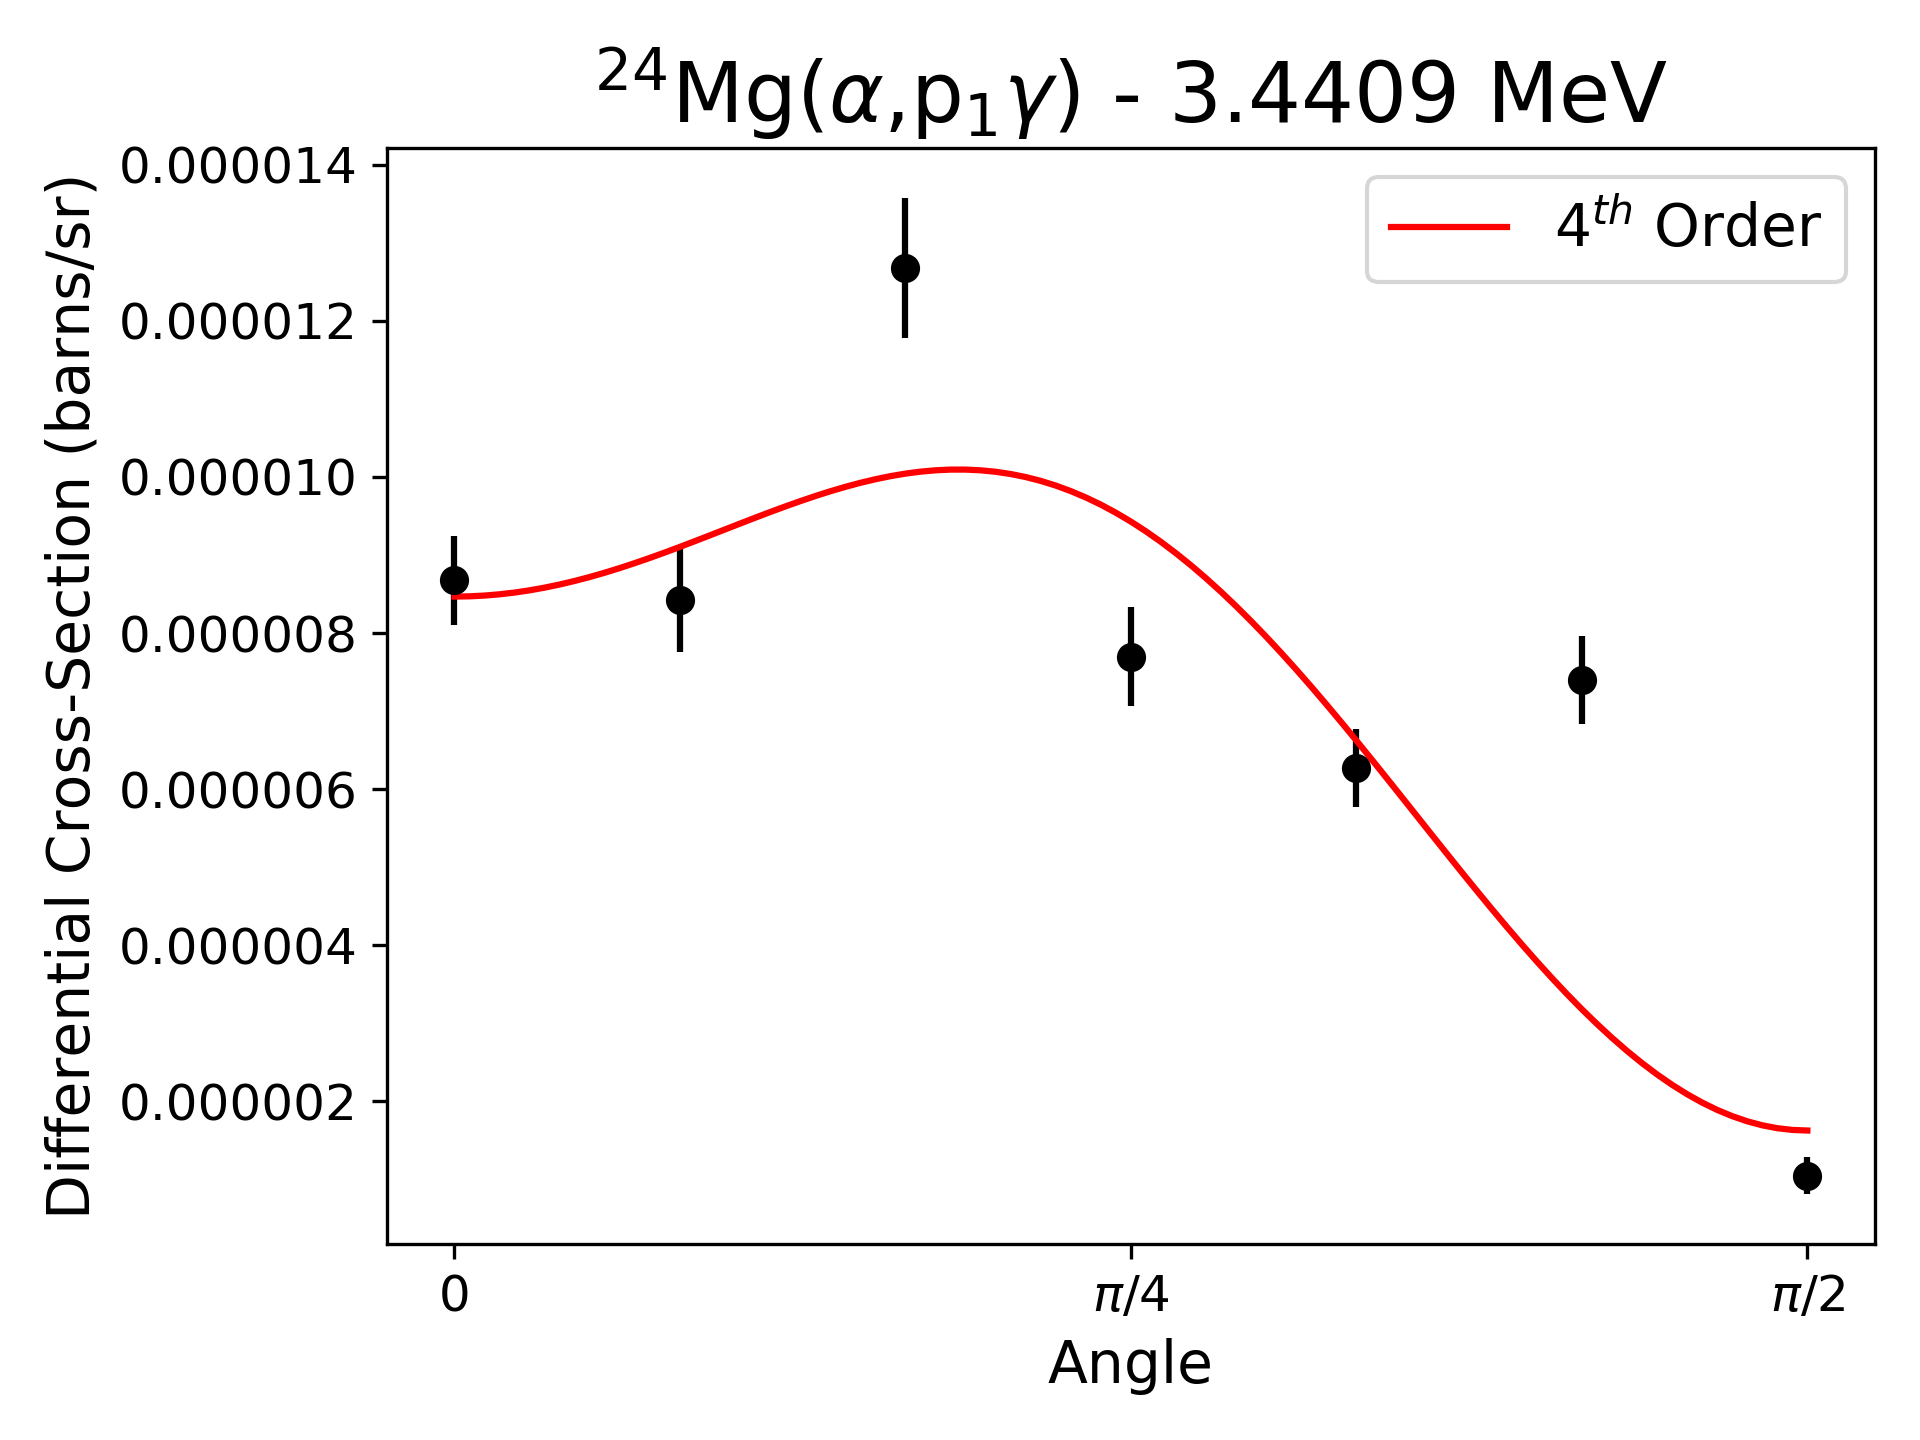 ²⁴Mg(α,p₁γ) - 3.4409 MeV
Differential Cross-Section (barns/sr)
0.000014
0.000012
0.000010
0.000008
0.000006
0.000004
0.000002
4ᵗʰ Order
0 π/4 π/2
Angle